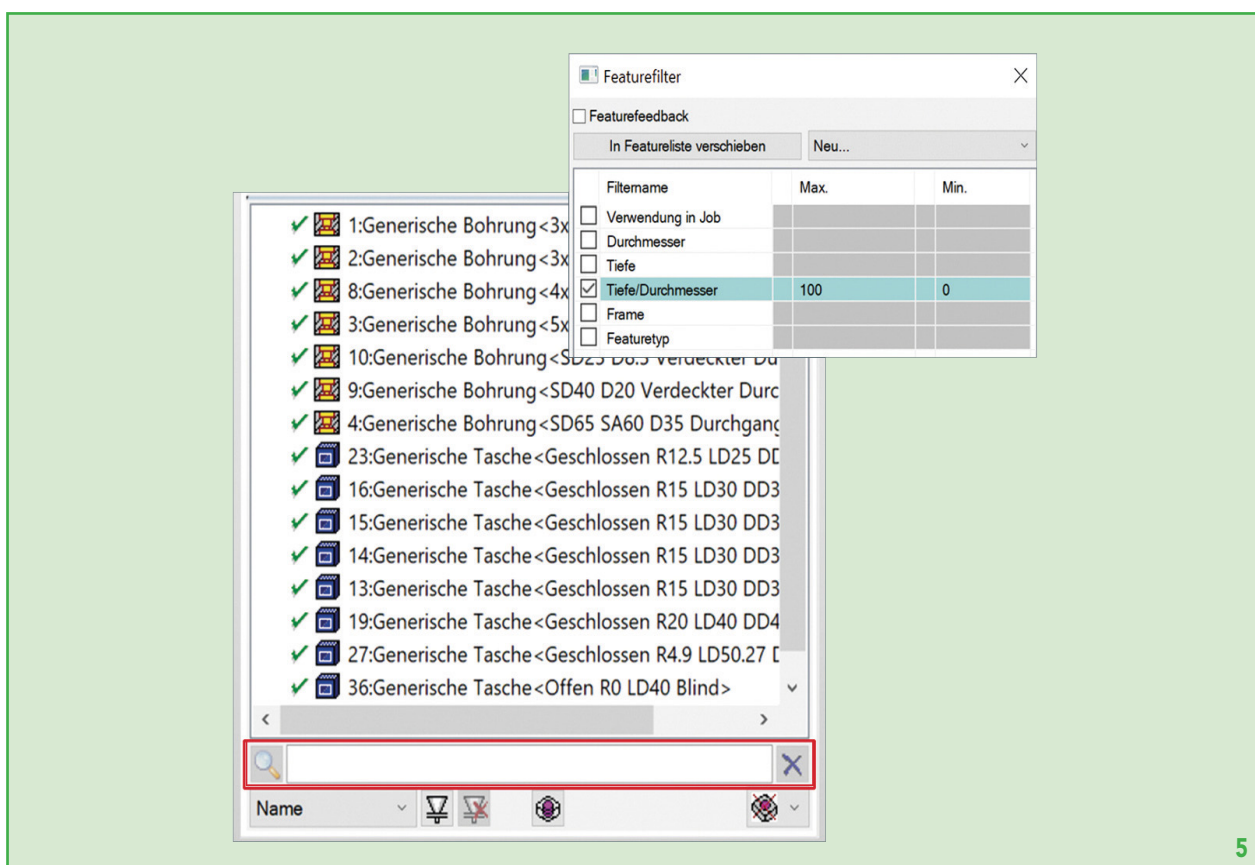 Featurefilter
Featurefeedback
In Featureliste verschieben Neu...
Filtername Max. Min.
Verwendung in Job
Durchmesser
Tiefe
Tiefe/Durchmesser 100 0
Frame
Featuretyp
1:Generische Bohrung<3x
2:Generische Bohrung<3x
8:Generische Bohrung<4x
3:Generische Bohrung<5x
10:Generische Bohrung<SD25 D8.5 Verdeckter Du
9:Generische Bohrung<SD40 D20 Verdeckter Durc
4:Generische Bohrung<SD65 SA60 D35 Durchgang
23:Generische Tasche<Geschlossen R12.5 LD25 DD
16:Generische Tasche<Geschlossen R15 LD30 DD3
15:Generische Tasche<Geschlossen R15 LD30 DD3
14:Generische Tasche<Geschlossen R15 LD30 DD3
13:Generische Tasche<Geschlossen R15 LD30 DD3
19:Generische Tasche<Geschlossen R20 LD40 DD4
27:Generische Tasche<Geschlossen R4.9 LD50.27 D
36:Generische Tasche<Offen R0 LD40 Blind>
Name
5